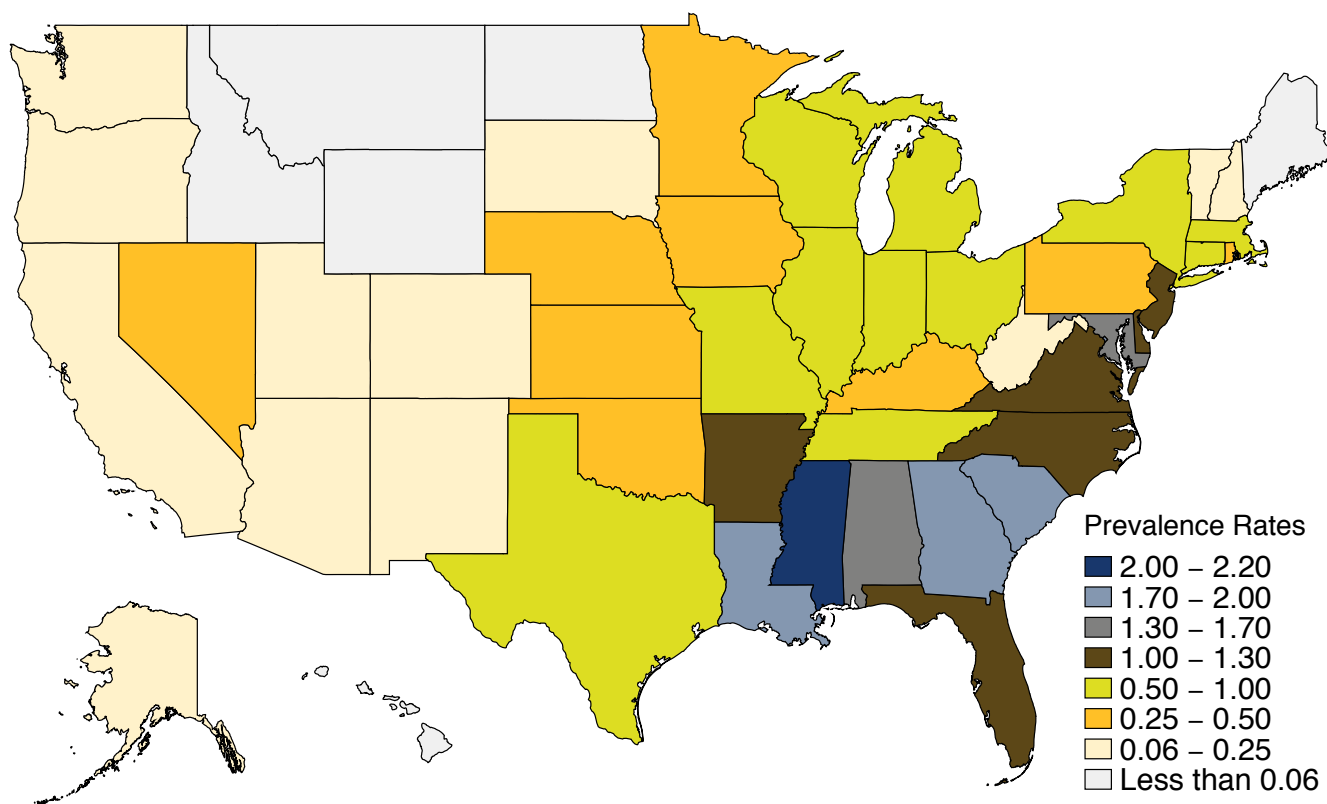 Prevalence Rates
2.00 − 2.20
1.70 − 2.00
1.30 − 1.70
1.00 − 1.30
0.50 − 1.00
0.25 − 0.50
0.06 − 0.25
Less than 0.06